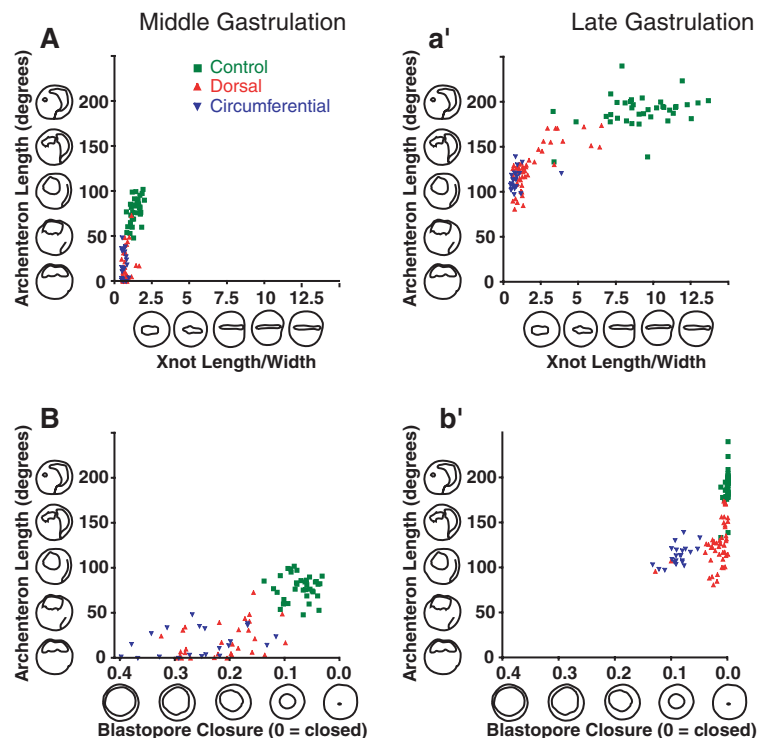 Middle Gastrulation
Late Gastrulation
A
Control
Dorsal
Circumferential
Archenteron Length (degrees)
200
150
100
50
0
0 2.5 5 7.5 10 12.5
Xnot Length/Width
a'
Archenteron Length (degrees)
250
200
150
100
50
0
0 2.5 5 7.5 10 12.5
Xnot Length/Width
B
Archenteron Length (degrees)
200
150
100
50
0
0.4 0.3 0.2 0.1 0.0
Blastopore Closure (0 = closed)
b'
Archenteron Length (degrees)
200
150
100
50
0
0.4 0.3 0.2 0.1 0.0
Blastopore Closure (0 = closed)